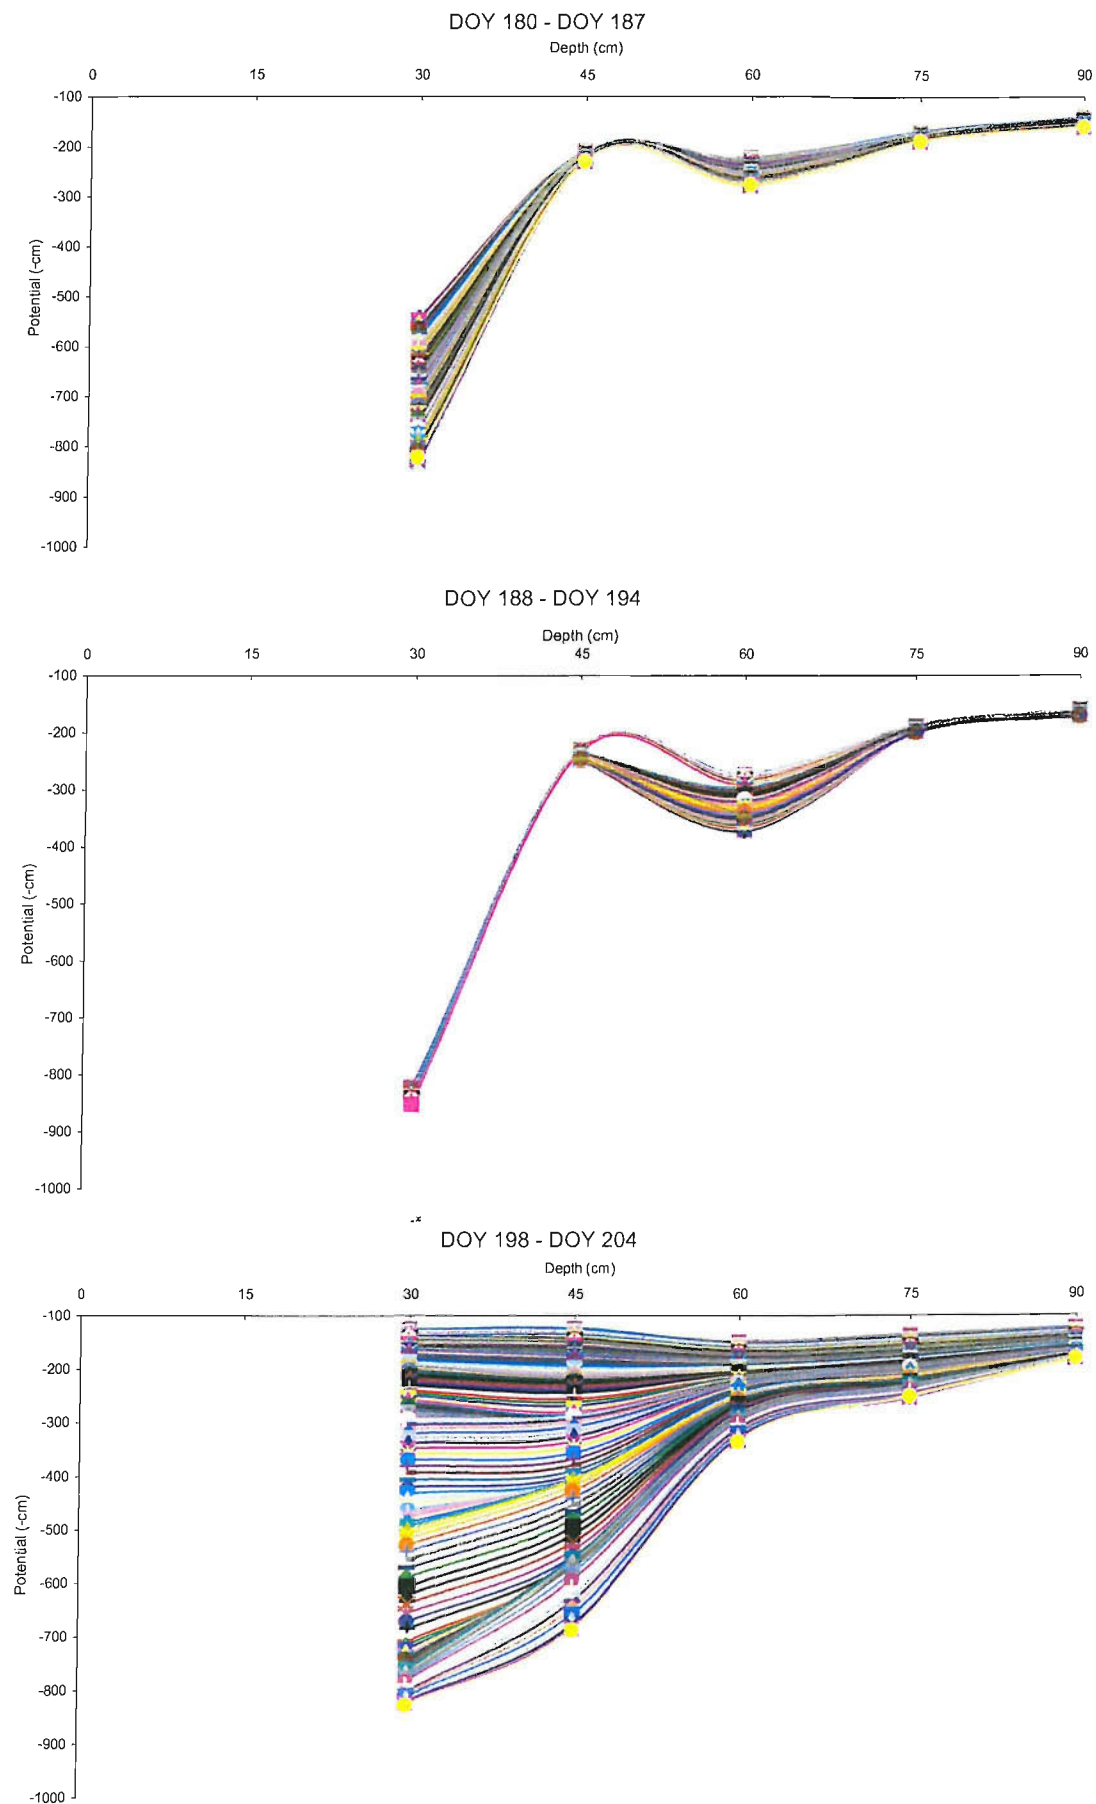 DOY 180 - DOY 187
Depth (cm)
0 15 30 45 60 75 90
-100
-200
-300
-400
-500
-600
-700
-800
-900
-1000
Potential (-cm)
DOY 188 - DOY 194
Depth (cm)
0 15 30 45 60 75 90
-100
-200
-300
-400
-500
-600
-700
-800
-900
-1000
Potential (-cm)
DOY 198 - DOY 204
Depth (cm)
0 15 30 45 60 75 90
-100
-200
-300
-400
-500
-600
-700
-800
-900
-1000
Potential (-cm)